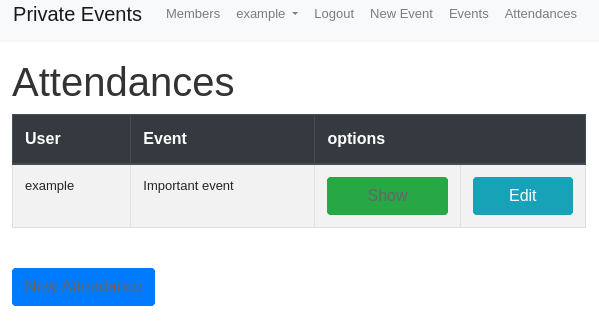 Private Events Members example Logout New Event Events Attendances
Attendances
User Event options
example Important event Show Edit
New Attendance